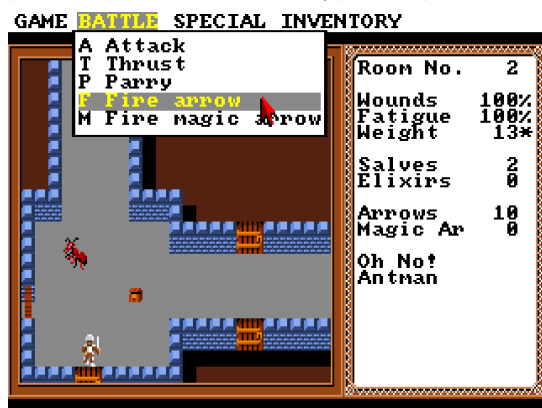 GAME BATTLE SPECIAL INVENTORY
A Attack
T Thrust
P Parry
F Fire arrow
M Fire magic arrow
Room No. 2
Wounds 100%
Fatigue 100%
Weight 13*
Salves 2
Elixirs 0
Arrows 10
Magic Ar 0
Oh No!
Antman